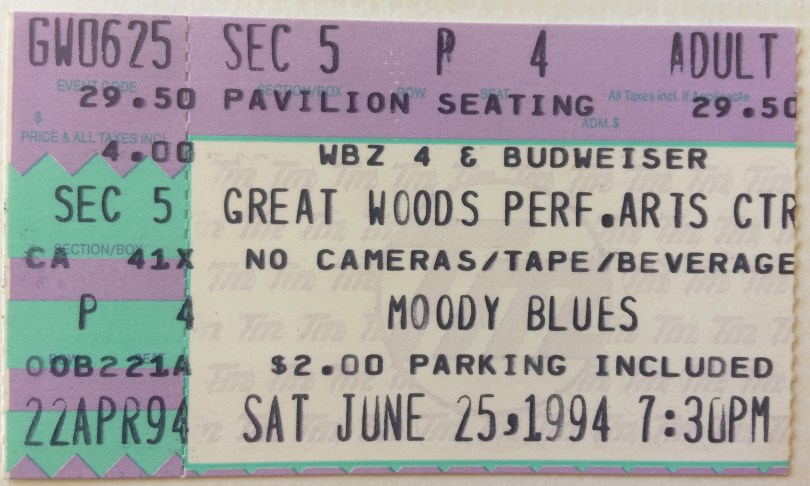 GW0625 SEC 5 P 4 ADULT
EVENT CODE SECTION/BOX ROW SEAT All Taxes Incl. If Applicable
29.50 PAVILION SEATING 29.50
$ ADM.$
PRICE & ALL TAXES INCL.
4.00 WBZ 4 & BUDWEISER
SEC 5 GREAT WOODS PERF.ARTS CTR
SECTION/BOX
CA 41X NO CAMERAS/TAPE/BEVERAGE
P 4 MOODY BLUES
00B221A $2.00 PARKING INCLUDED
22APR94 SAT JUNE 25,1994 7:30PM